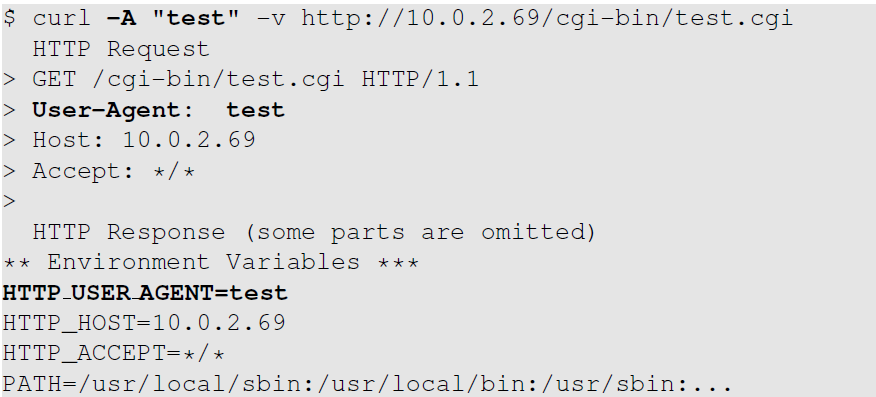 $ curl -A "test" -v http://10.0.2.69/cgi-bin/test.cgi
HTTP Request
> GET /cgi-bin/test.cgi HTTP/1.1
> User-Agent: test
> Host: 10.0.2.69
> Accept: */*
>
HTTP Response (some parts are omitted)
** Environment Variables ***
HTTP_USER_AGENT=test
HTTP_HOST=10.0.2.69
HTTP_ACCEPT=*/*
PATH=/usr/local/sbin:/usr/local/bin:/usr/sbin:...